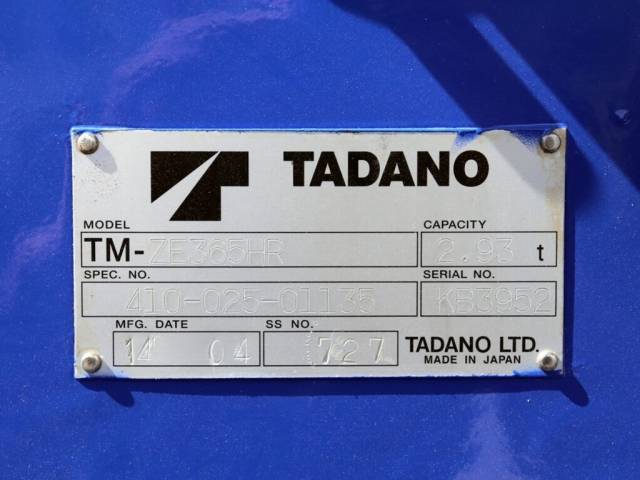 TADANO
MODEL CAPACITY
TM-ZE365HR 2.93 t
SPEC. NO. SERIAL NO.
410-025-01135 KB3952
MFG. DATE SS NO.
14 04 727 TADANO LTD.
MADE IN JAPAN